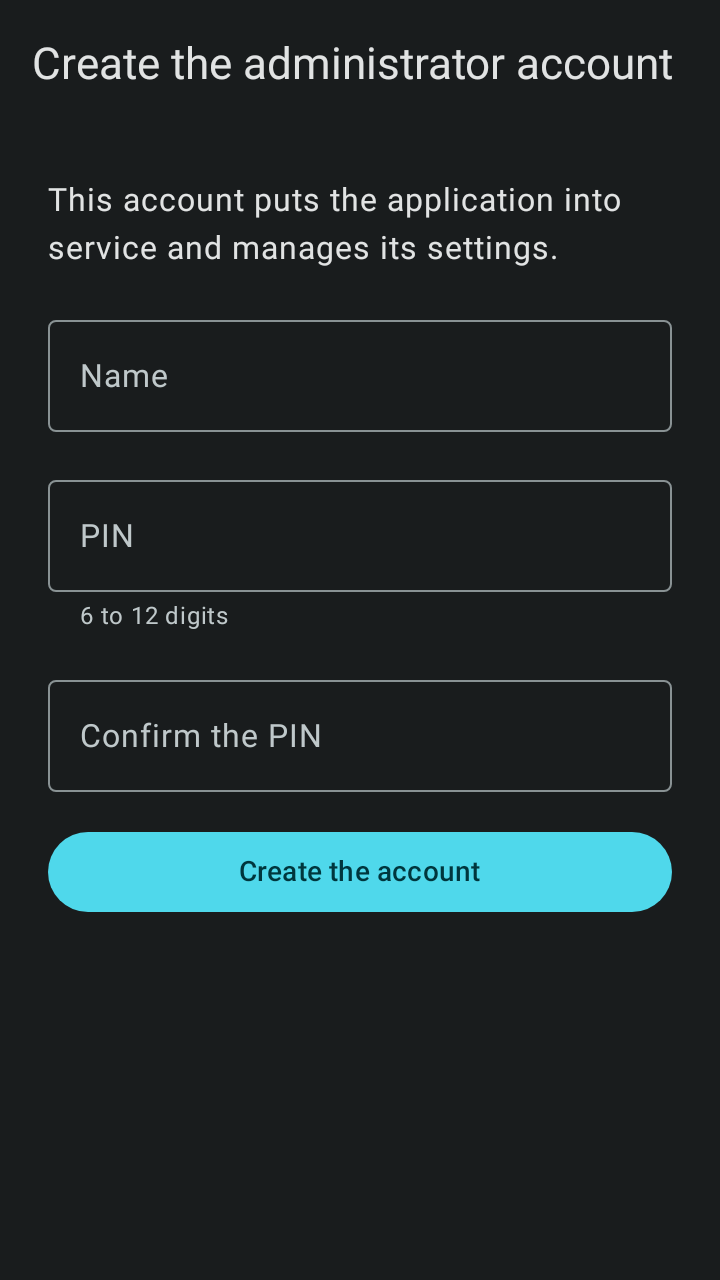 Create the administrator account
This account puts the application into
service and manages its settings.
Name
PIN
6 to 12 digits
Confirm the PIN
Create the account